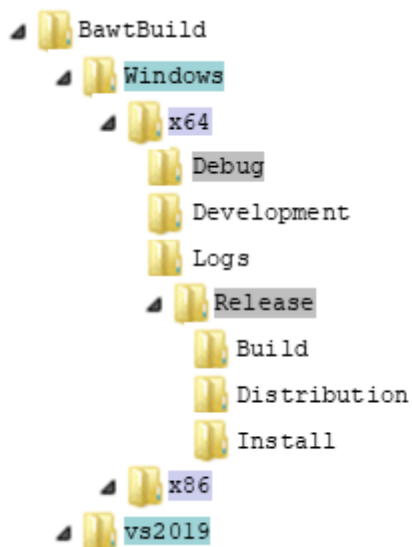 BawtBuild
Windows
x64
Debug
Development
Logs
Release
Build
Distribution
Install
x86
vs2019